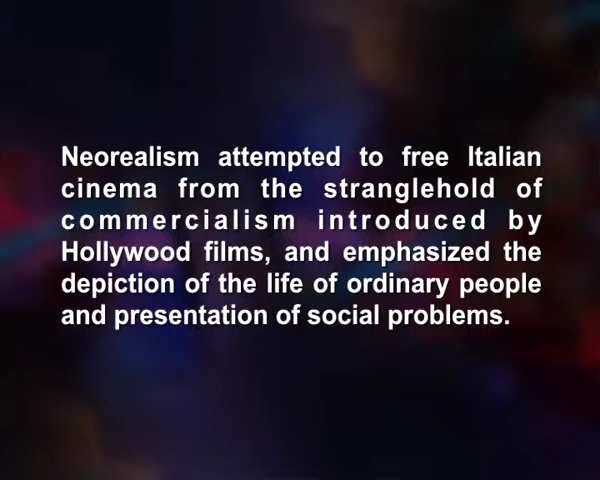 Neorealism attempted to free Italian
cinema from the stranglehold of
commercialism introduced by
Hollywood films, and emphasized the
depiction of the life of ordinary people
and presentation of social problems.